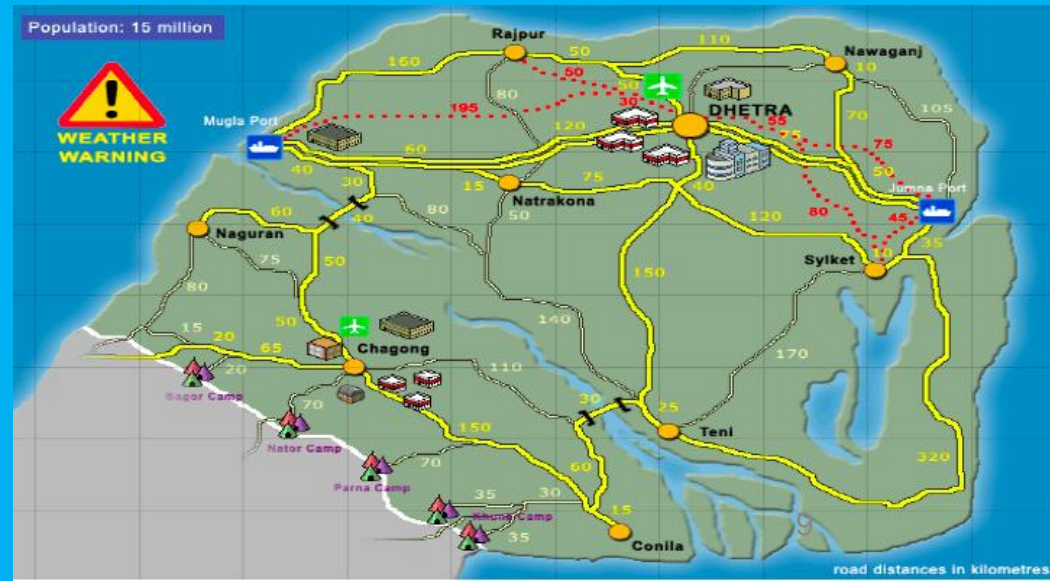 Population: 15 million
WEATHER
WARNING
Rajpur
50
110
Nawaganj
10
160
50
50
80
30
DHETRA
105
195
Mugla Port
120
55
75
70
75
60
50
40
30
15
75
40
Natrakona
Jumna Port
60
40
80
50
120
80
45
35
Naguran
10
Sylket
50
75
150
80
50
140
15
20
65
Chagong
170
20
110
Sagor Camp
70
30
25
Teni
Nator Camp
150
60
320
70
Parna Camp
35
30
15
Khulna Camp
35
Conila
9
road distances in kilometres